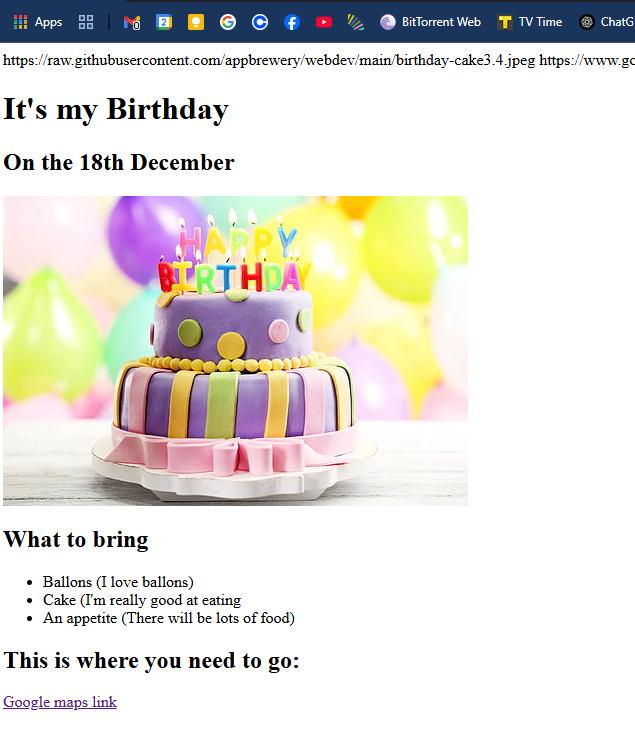 Apps BitTorrent Web TV Time ChatG
https://raw.githubusercontent.com/appbrewery/webdev/main/birthday-cake3.4.jpeg https://www.go
It's my Birthday
On the 18th December
HAPPY
BIRTHDAY
What to bring
Ballons (I love ballons)
Cake (I'm really good at eating
An appetite (There will be lots of food)
This is where you need to go:
Google maps link